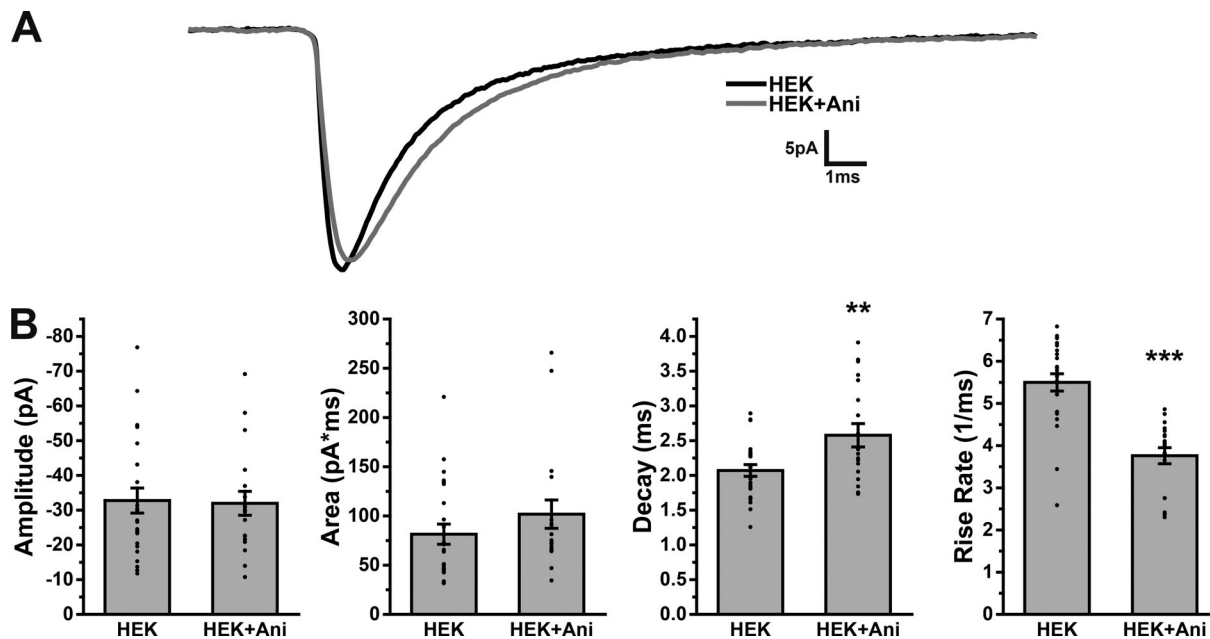 A
HEK
HEK+Ani
5pA
1ms
B
Amplitude (pA)
-80
-70
-60
-50
-40
-30
-20
-10
0
HEK HEK+Ani
Area (pA*ms)
300
250
200
150
100
50
0
HEK HEK+Ani
Decay (ms)
4.0
3.5
3.0
2.5
2.0
1.5
1.0
0.5
0.0
**
HEK HEK+Ani
Rise Rate (1/ms)
7
6
5
4
3
2
1
0
***
HEK HEK+Ani